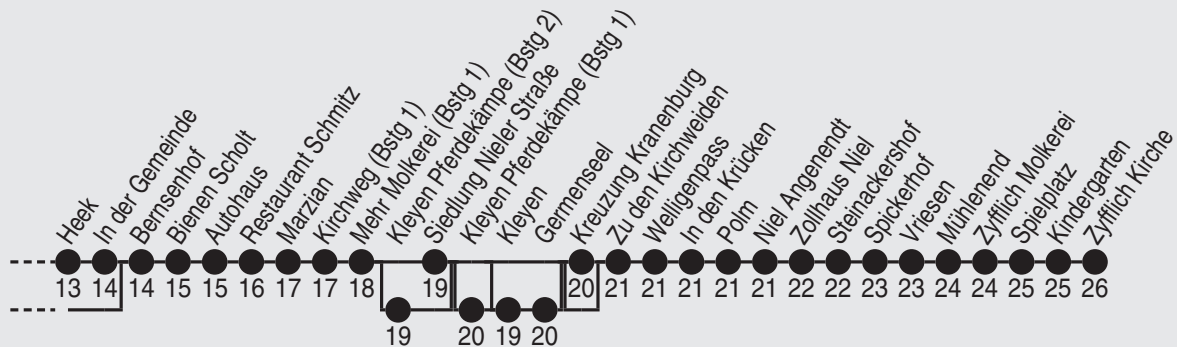 Heek
In der Gemeinde
Bernsenhof
Bienen Scholt
Autohaus
Restaurant Schmitz
Marzian
Kirchweg (Bstg 1)
Mehr Molkerei (Bstg 1)
Kleyen Pferdekämpe (Bstg 2)
Siedlung Nieler Straße
Kleyen Pferdekämpe (Bstg 1)
Kleyen
Germenseel
Kreuzung Kranenburg
Zu den Kirchweiden
Welligenpass
In den Krücken
Polm
Niel Angenendt
Zollhaus Niel
Steinackershof
Spickerhof
Vriesen
Mühlenend
Zyfflich Molkerei
Spielplatz
Kindergarten
Zyfflich Kirche
13 14 14 15 15 16 17 17 18 19 20 21 21 21 21 21 22 22 23 23 24 24 25 25 26
19 20 19 20